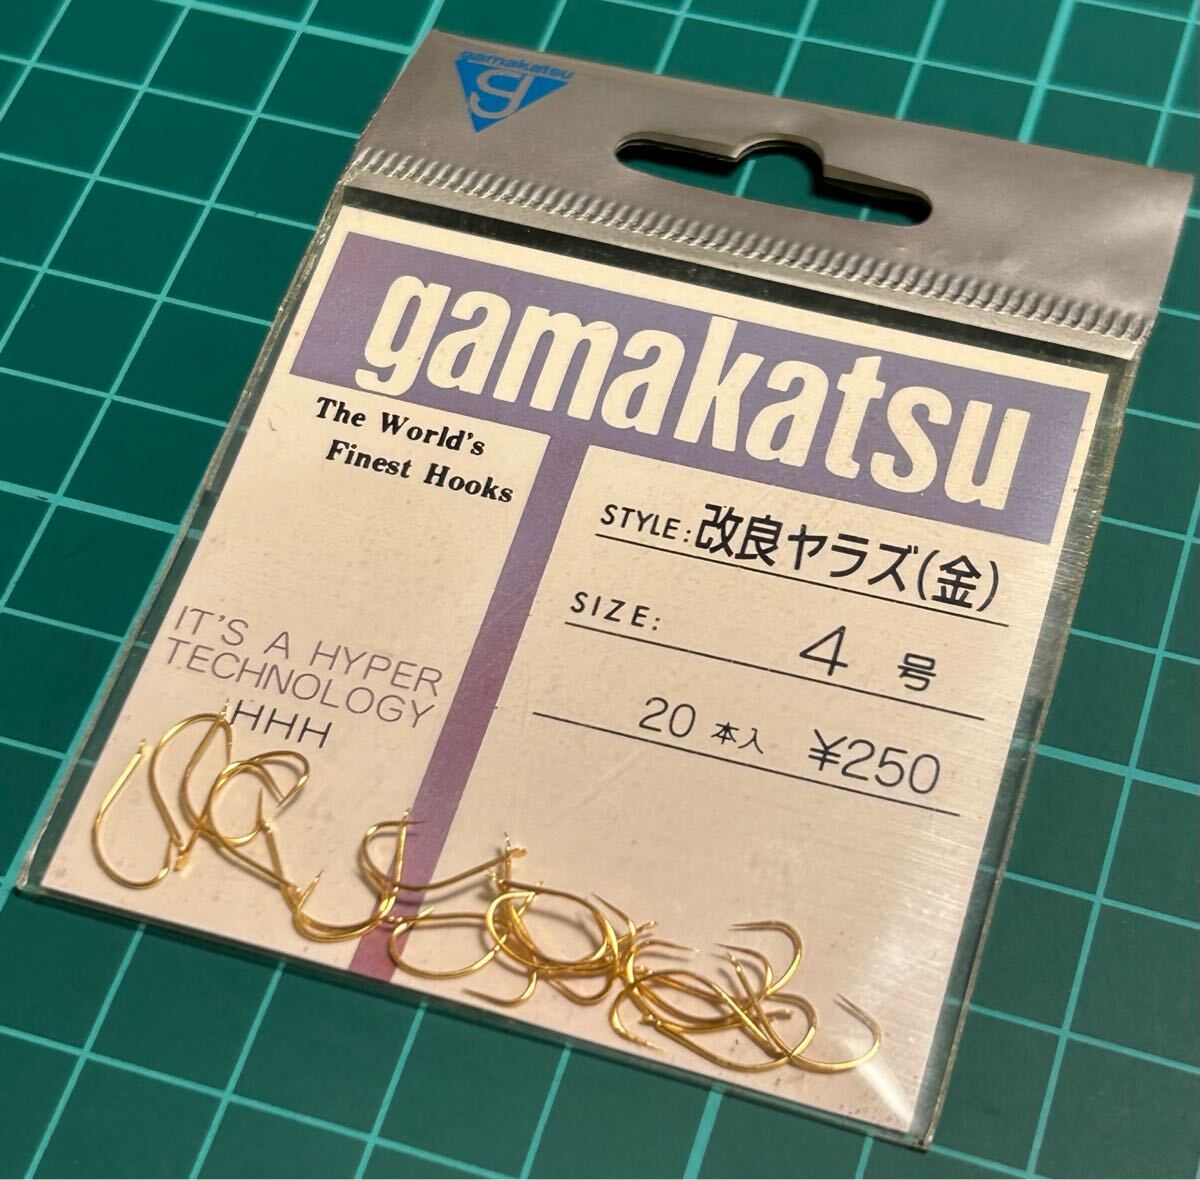 gamakatsu
g
gamakatsu
The World's
Finest Hooks
STYLE: 改良ヤラズ(金)
SIZE: 4 号
20 本入 ¥250
IT'S A HYPER
TECHNOLOGY
HHH